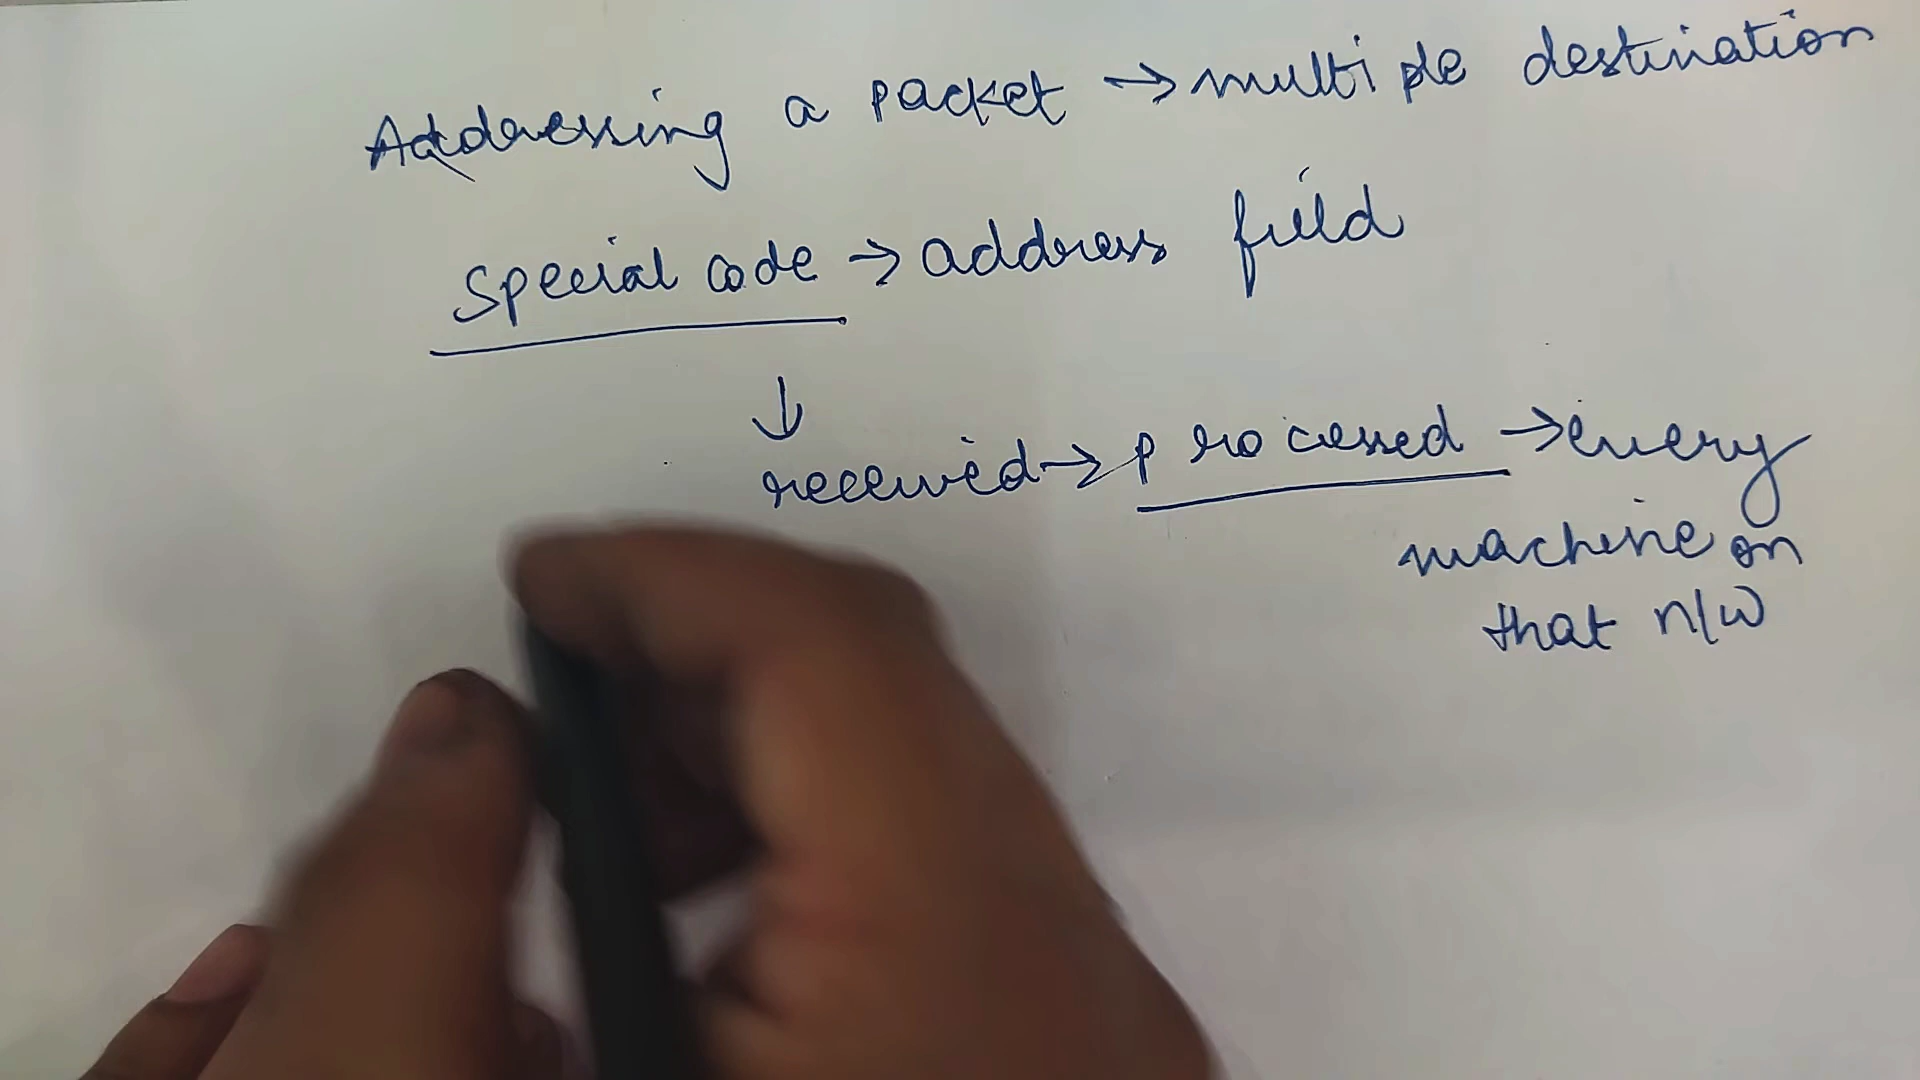 Addressing a packet → multiple destination
special code → address field
↓
received → processed → every
machine on
that n/w